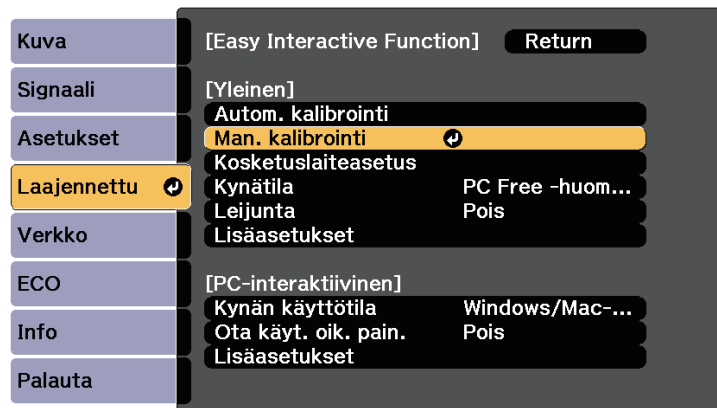 Kuva
Signaali
Asetukset
Laajennettu
Verkko
ECO
Info
Palauta
[Easy Interactive Function] Return
[Yleinen]
Autom. kalibrointi
Man. kalibrointi
Kosketuslaiteasetus
Kynätila PC Free -huom...
Leijunta Pois
Lisäasetukset
[PC-interaktiivinen]
Kynän käyttötila Windows/Mac-...
Ota käyt. oik. pain. Pois
Lisäasetukset